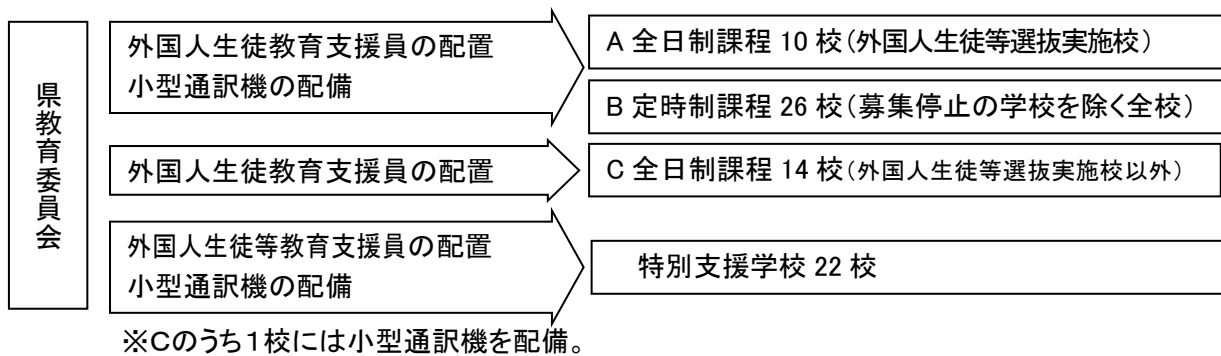 県教育委員会
外国人生徒教育支援員の配置
小型通訳機の配備
A 全日制課程 10 校(外国人生徒等選抜実施校)
B 定時制課程 26 校(募集停止の学校を除く全校)
外国人生徒教育支援員の配置
C 全日制課程 14 校(外国人生徒等選抜実施校以外)
外国人生徒等教育支援員の配置
小型通訳機の配備
特別支援学校 22 校
※Cのうち1校には小型通訳機を配備。